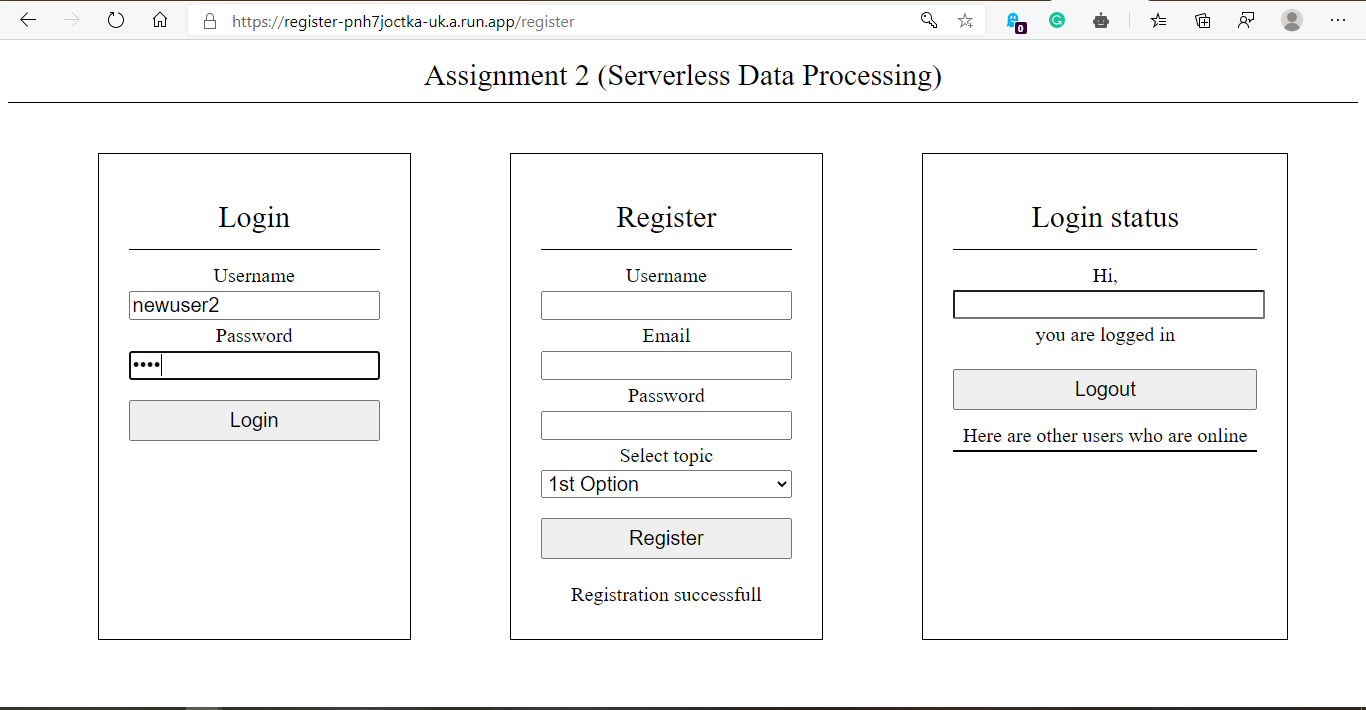 https://register-pnh7joctka-uk.a.run.app/register
0
Assignment 2 (Serverless Data Processing)
Login
Username
newuser2
Password
••••
Login
Register
Username
Email
Password
Select topic
1st Option
Register
Registration successfull
Login status
Hi,
you are logged in
Logout
Here are other users who are online